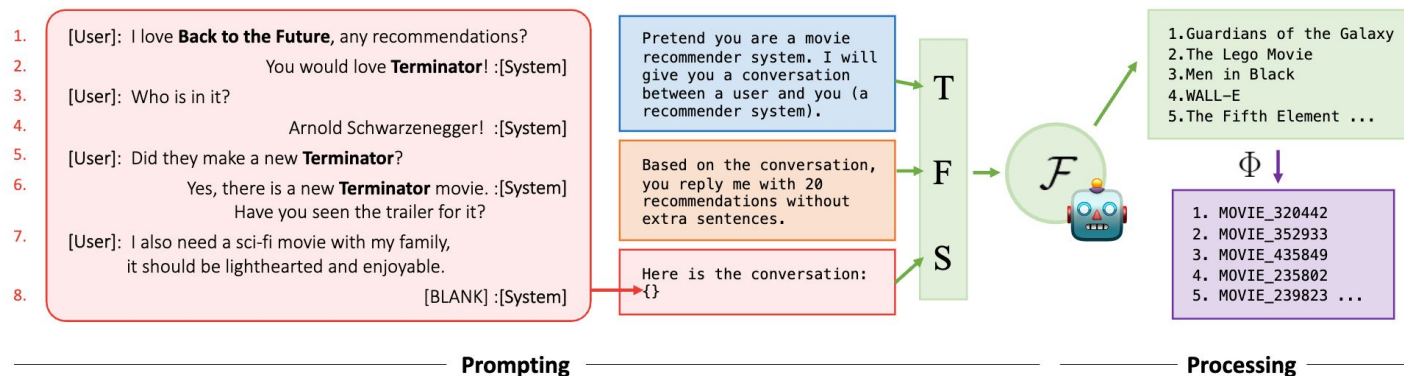 1. [User]: I love Back to the Future, any recommendations?
2. You would love Terminator! :[System]
3. [User]: Who is in it?
4. Arnold Schwarzenegger! :[System]
5. [User]: Did they make a new Terminator?
6. Yes, there is a new Terminator movie. :[System]
Have you seen the trailer for it?
7. [User]: I also need a sci-fi movie with my family,
it should be lighthearted and enjoyable.
8. [BLANK] :[System]
Pretend you are a movie
recommender system. I will
give you a conversation
between a user and you (a
recommender system).
Based on the conversation,
you reply me with 20
recommendations without
extra sentences.
Here is the conversation:
{}
T
F
S
ℱ
1.Guardians of the Galaxy
2.The Lego Movie
3.Men in Black
4.WALL–E
5.The Fifth Element ...
Φ
1. MOVIE_320442
2. MOVIE_352933
3. MOVIE_435849
4. MOVIE_235802
5. MOVIE_239823 ...
Prompting
Processing